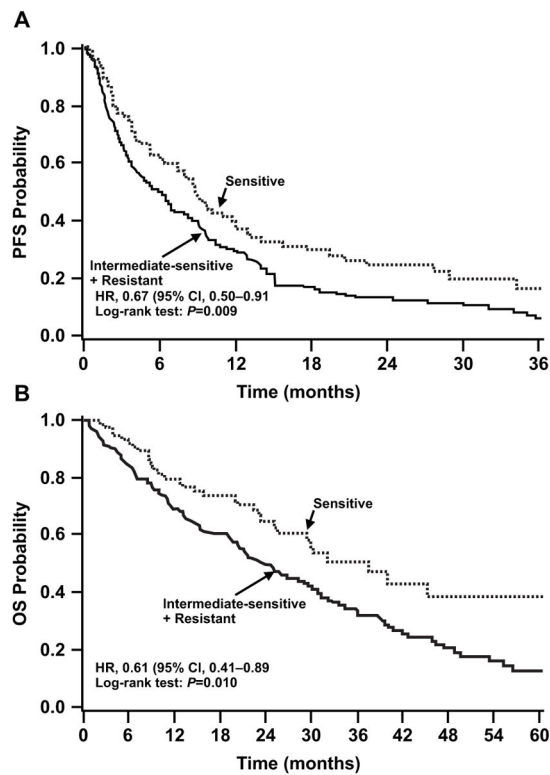 A
PFS Probability
1.0
0.8
0.6
0.4
0.2
0.0
Sensitive
Intermediate-sensitive
+ Resistant
HR, 0.67 (95% CI, 0.50–0.91
Log-rank test: P=0.009
0 6 12 18 24 30 36
Time (months)
B
OS Probability
1.0
0.8
0.6
0.4
0.2
0.0
Sensitive
Intermediate-sensitive
+ Resistant
HR, 0.61 (95% CI, 0.41–0.89
Log-rank test: P=0.010
0 6 12 18 24 30 36 42 48 54 60
Time (months)